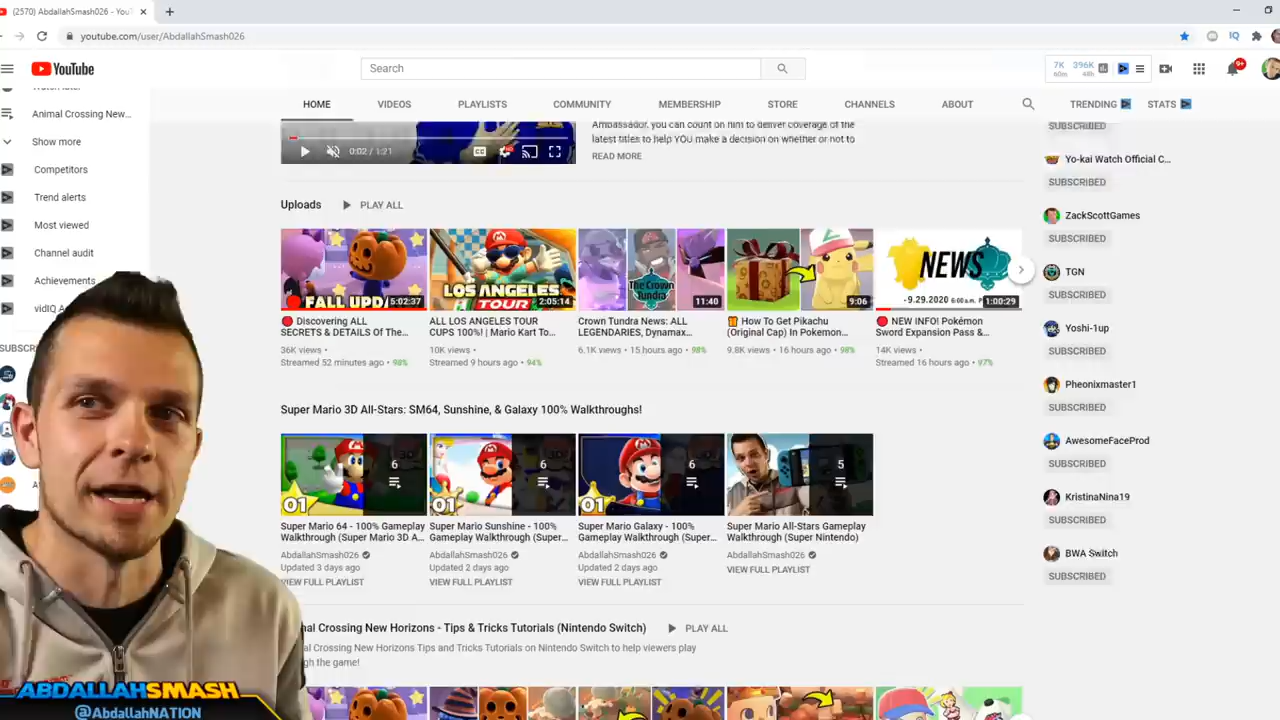 (2570) AbdallahSmash026 - You
youtube.com/user/AbdallahSmash026
YouTube
Search
7K 396K
60m 48h
9+
Animal Crossing New...
Show more
Competitors
Trend alerts
Most viewed
Channel audit
Achievements
vidIQ A
SUBSCRI
HOME VIDEOS PLAYLISTS COMMUNITY MEMBERSHIP STORE CHANNELS ABOUT TRENDING STATS
0:02 / 1:21
Ambassador, you can count on him to deliver coverage of the
latest titles to help YOU make a decision on whether or not to
READ MORE
Uploads PLAY ALL
FALL UPDA
5:02:37
LOS ANGELES
TOUR
2:05:14
The Crown
Tundra
11:40
9:06
NEWS
-9.29.2020 6:00 a.m. P
1:00:29
Discovering ALL
SECRETS & DETAILS Of The...
36K views •
Streamed 52 minutes ago • 98%
ALL LOS ANGELES TOUR
CUPS 100%! | Mario Kart To...
10K views •
Streamed 9 hours ago • 94%
Crown Tundra News: ALL
LEGENDARIES, Dynamax...
6.1K views • 15 hours ago • 98%
How To Get Pikachu
(Original Cap) In Pokemon...
9.8K views • 16 hours ago • 98%
NEW INFO! Pokémon
Sword Expansion Pass &...
14K views •
Streamed 16 hours ago • 97%
Super Mario 3D All-Stars: SM64, Sunshine, & Galaxy 100% Walkthroughs!
01
6
01
6
01
6
5
Super Mario 64 - 100% Gameplay
Walkthrough (Super Mario 3D A...
AbdallahSmash026
Updated 3 days ago
VIEW FULL PLAYLIST
Super Mario Sunshine - 100%
Gameplay Walkthrough (Super...
AbdallahSmash026
Updated 2 days ago
VIEW FULL PLAYLIST
Super Mario Galaxy - 100%
Gameplay Walkthrough (Super...
AbdallahSmash026
Updated 2 days ago
VIEW FULL PLAYLIST
Super Mario All-Stars Gameplay
Walkthrough (Super Nintendo)
AbdallahSmash026
VIEW FULL PLAYLIST
nal Crossing New Horizons - Tips & Tricks Tutorials (Nintendo Switch) PLAY ALL
al Crossing New Horizons Tips and Tricks Tutorials on Nintendo Switch to help viewers play
gh the game!
SUBSCRIBED
Yo-kai Watch Official C...
SUBSCRIBED
ZackScottGames
SUBSCRIBED
TGN
SUBSCRIBED
Yoshi-1up
SUBSCRIBED
Pheonixmaster1
SUBSCRIBED
AwesomeFaceProd
SUBSCRIBED
KristinaNina19
SUBSCRIBED
BWA Switch
SUBSCRIBED
ABDALLAHSMASH
@AbdallahNATION